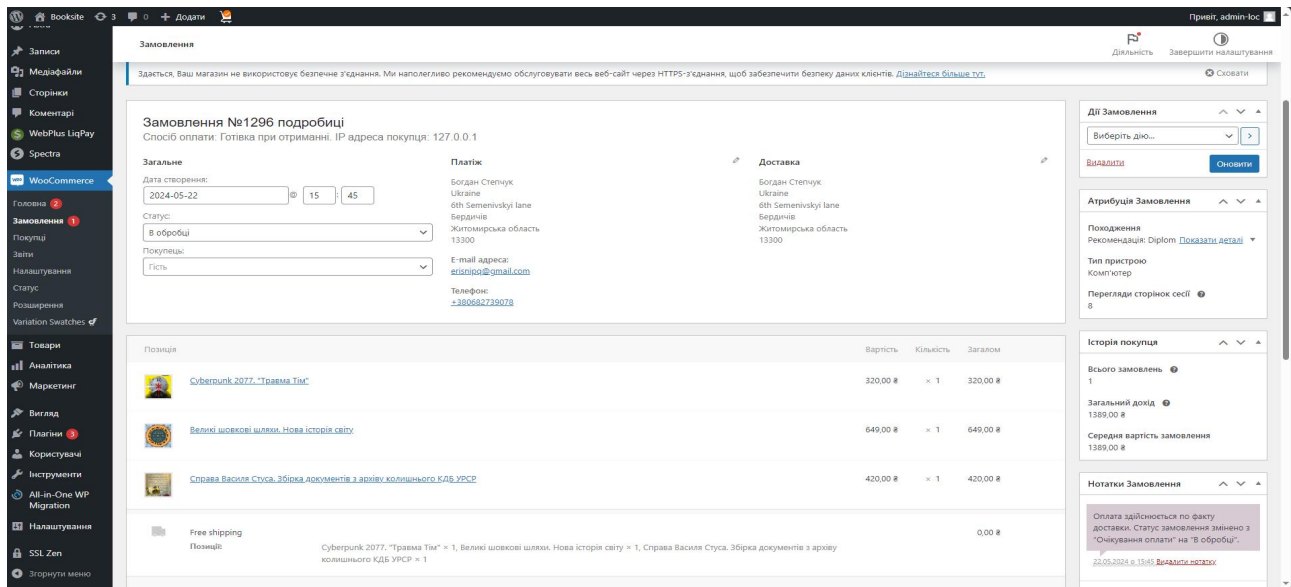 Booksite 3 0 Додати
Привіт, admin-loc
Записи
Медіафайли
Сторінки
Коментарі
WebPlus LiqPay
Spectra
WooCommerce
Головна 2
Замовлення 1
Покупці
Звіти
Налаштування
Статус
Розширення
Variation Swatches
Товари
Аналітика
Маркетинг
Вигляд
Плагіни 3
Користувачі
Інструменти
All-in-One WP
Migration
Налаштування
SSL Zen
Згорнути меню
Замовлення
Діяльність Завершити налаштування
Здається, Ваш магазин не використовує безпечне з'єднання. Ми наполегливо рекомендуємо обслуговувати весь веб-сайт через HTTPS-з'єднання, щоб забезпечити безпеку даних клієнтів. Дізнайтеся більше тут.
Сховати
Замовлення №1296 подробиці
Спосіб оплати: Готівка при отриманні. IP адреса покупця: 127.0.0.1
Загальне
Дата створення:
2024-05-22 @ 15 : 45
Статус:
В обробці
Покупець:
Гість
Платіж
Богдан Степчук
Ukraine
6th Semenivskyi lane
Бердичів
Житомирська область
13300
E-mail адреса:
erisnipq@gmail.com
Телефон:
+380682739078
Доставка
Богдан Степчук
Ukraine
6th Semenivskyi lane
Бердичів
Житомирська область
13300
Позиція Вартість Кількість Загалом
Cyberpunk 2077. "Травма Тім" 320,00 ₴ × 1 320,00 ₴
Великі шовкові шляхи. Нова історія світу 649,00 ₴ × 1 649,00 ₴
Справа Василя Стуса. Збірка документів з архіву колишнього КДБ УРСР 420,00 ₴ × 1 420,00 ₴
Free shipping 0,00 ₴
Позиції: Cyberpunk 2077. "Травма Тім" × 1, Великі шовкові шляхи. Нова історія світу × 1, Справа Василя Стуса. Збірка документів з архіву
колишнього КДБ УРСР × 1
Дії Замовлення
Виберіть дію...
Видалити Оновити
Атрибуція Замовлення
Походження
Рекомендація: Diplom Показати деталі
Тип пристрою
Комп'ютер
Перегляди сторінок сесії
8
Історія покупця
Всього замовлень
1
Загальний дохід
1389,00 ₴
Середня вартість замовлення
1389,00 ₴
Нотатки Замовлення
Оплата здійснюється по факту
доставки. Статус замовлення змінено з
"Очікування оплати" на "В обробці".
22.05.2024 о 15:45 Видалити нотатку